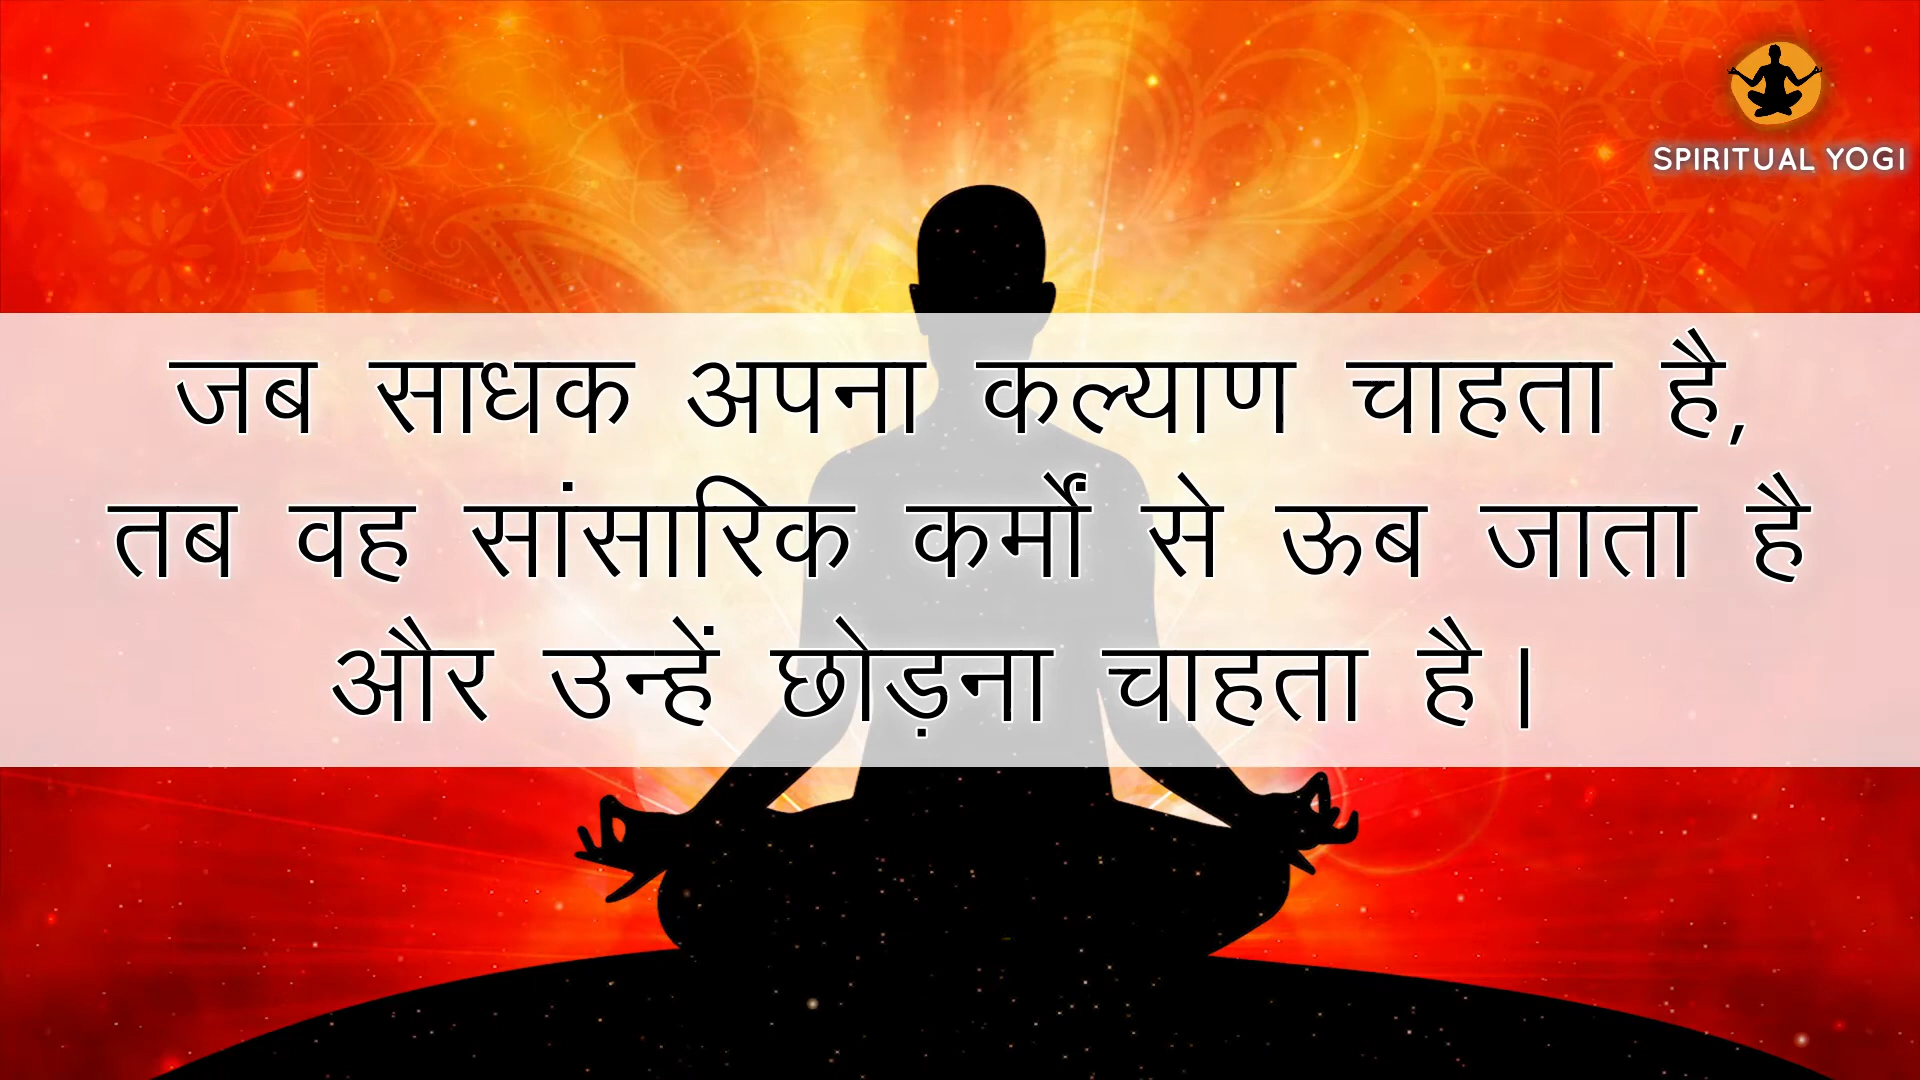 SPIRITUAL YOGI
जब साधक अपना कल्याण चाहता है,
तब वह सांसारिक कर्मों से ऊब जाता है
और उन्हें छोड़ना चाहता है।